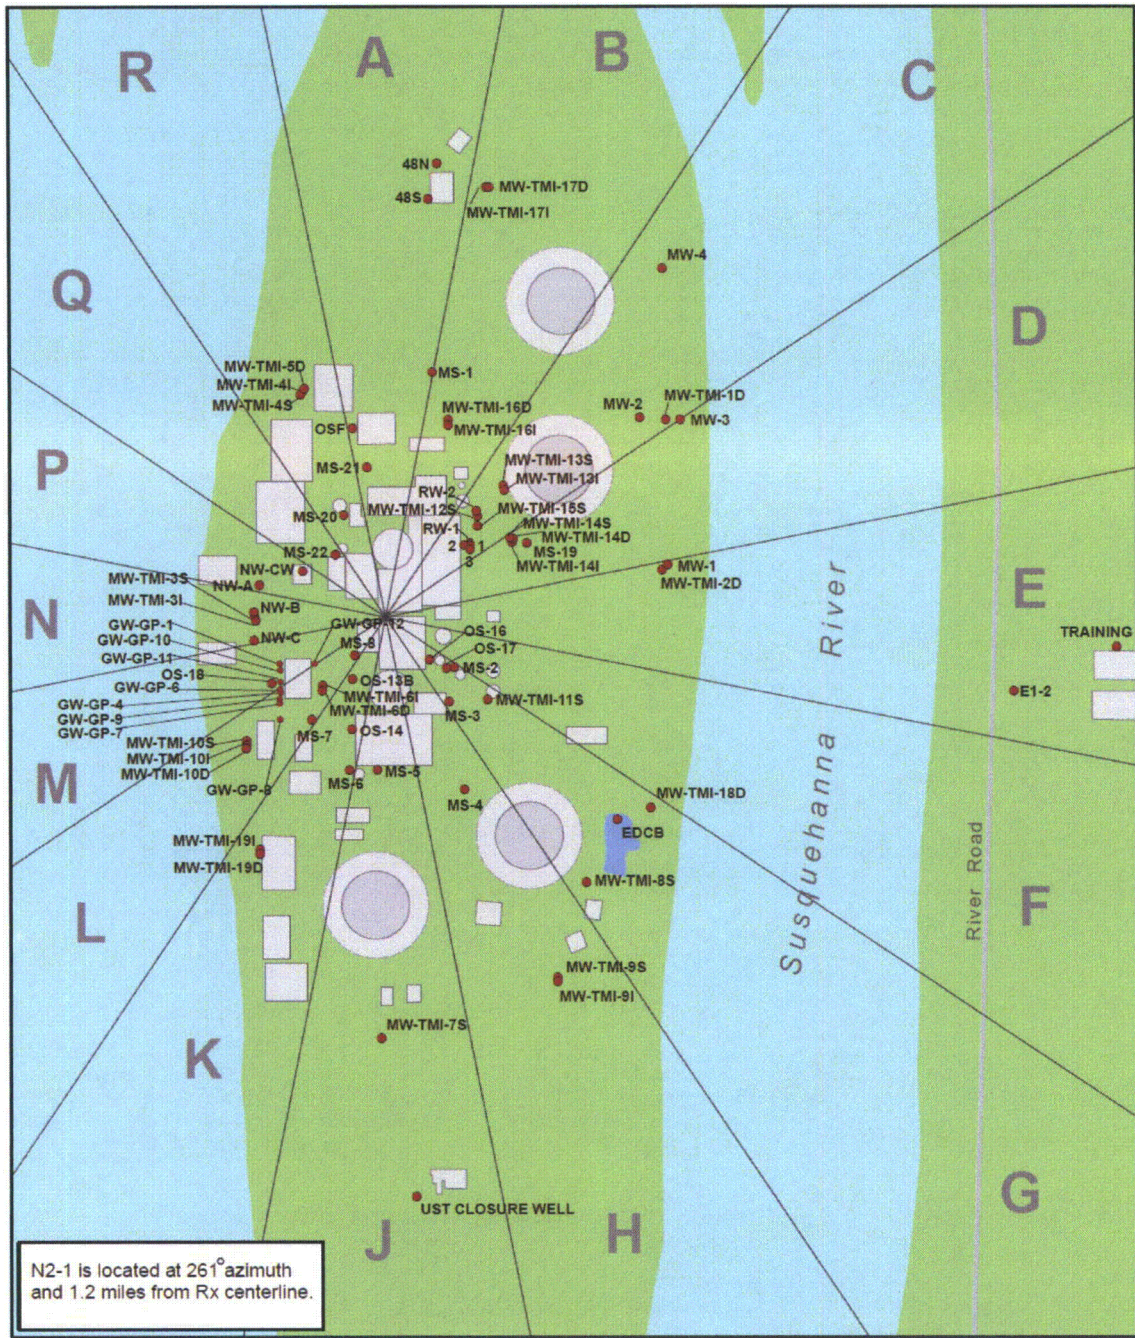 R
A
B
C
48N
48S
MW-TMI-17D
MW-TMI-17I
MW-4
Q
D
MW-TMI-5D
MW-TMI-4I
MW-TMI-4S
MS-1
MW-TMI-16D
MW-TMI-16I
MW-2
MW-TMI-1D
MW-3
OSF
P
MS-21
MW-TMI-13S
MW-TMI-13I
RW-2
MW-TMI-12S
MW-TMI-15S
MS-20
RW-1
MW-TMI-14S
MW-TMI-14D
2
1
3
MS-19
MW-TMI-14I
MS-22
NW-CW
MW-1
MW-TMI-2D
MW-TMI-3S
NW-A
E
MW-TMI-3I
NW-B
N
GW-GP-1
GW-GP-12
GW-GP-10
NW-C
MS-8
OS-16
TRAINING
GW-GP-11
OS-17
OS-18
MS-2
GW-GP-6
OS-13B
E1-2
GW-GP-4
MW-TMI-6I
MW-TMI-11S
GW-GP-9
MW-TMI-6D
MS-3
GW-GP-7
MS-7
OS-14
MW-TMI-10S
MW-TMI-10I
MW-TMI-10D
M
GW-GP-8
MS-6
MS-5
MS-4
MW-TMI-18D
EDCB
MW-TMI-19I
MW-TMI-19D
Susquehanna River
River Road
MW-TMI-8S
L
F
MW-TMI-9S
MW-TMI-9I
MW-TMI-7S
K
UST CLOSURE WELL
G
J
H
N2-1 is located at 261°azimuth
and 1.2 miles from Rx centerline.